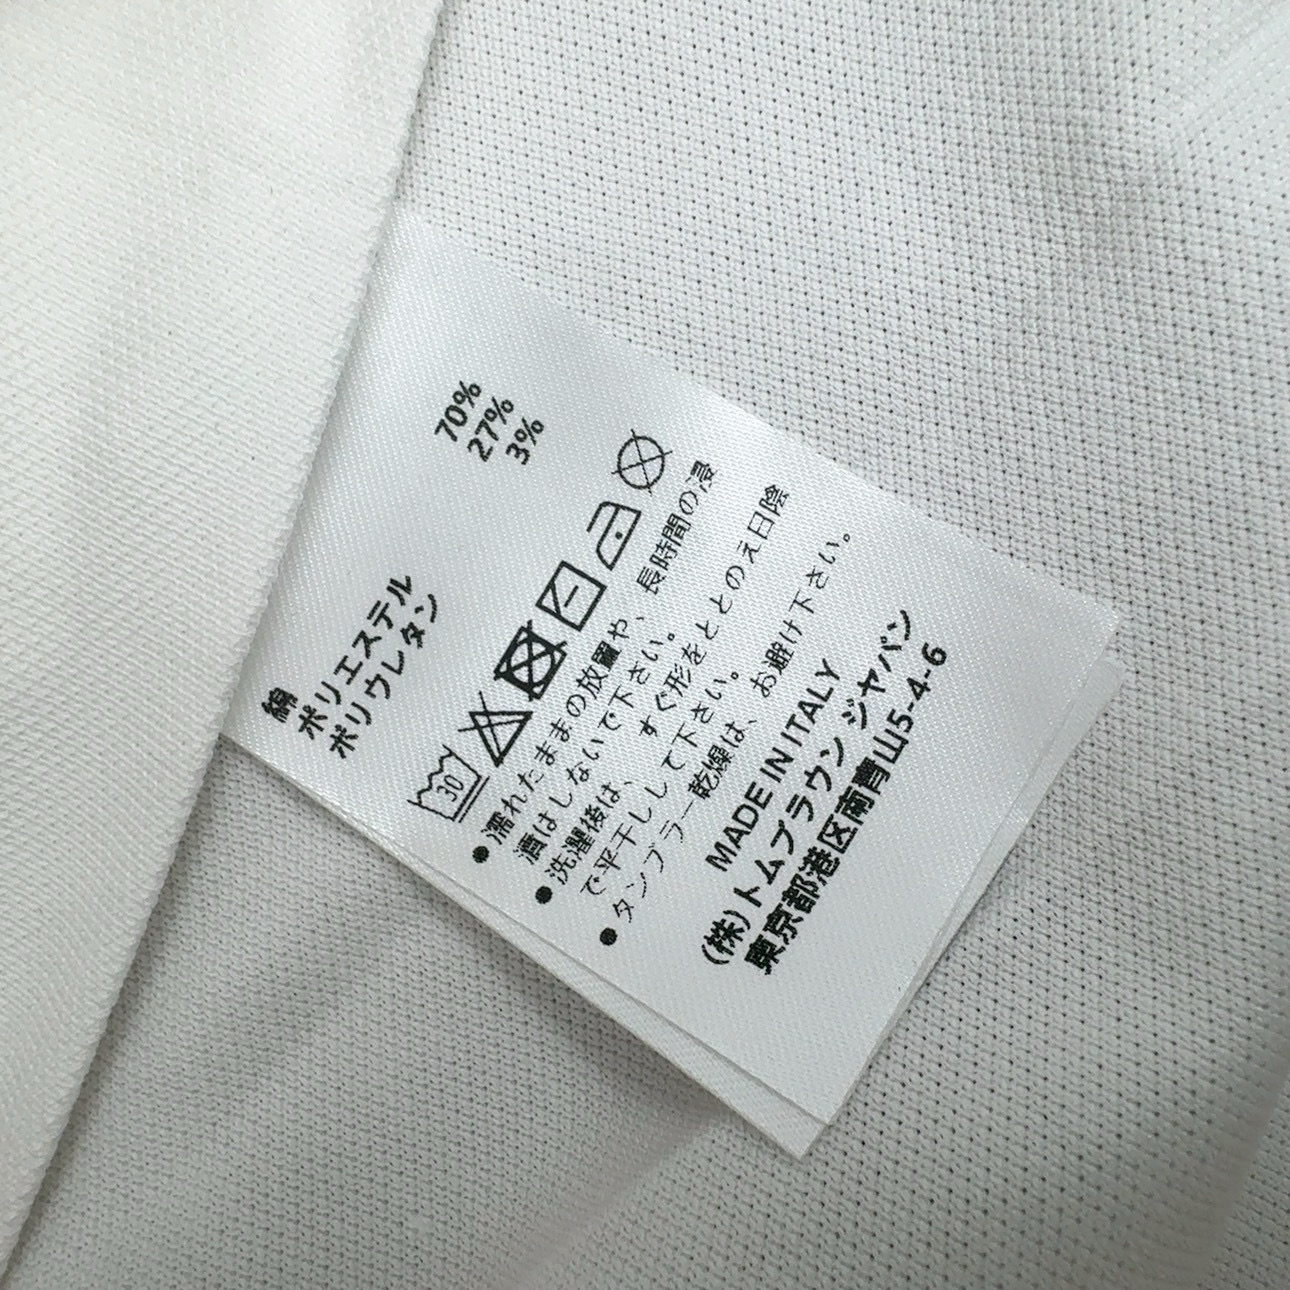 綿 70%
ポリエステル 27%
ポリウレタン 3%
30
● 濡れたままの放置や、長時間の浸
酒はしないで下さい。
● 洗濯後は、すぐ形をととのえ日陰
で平干しして下さい。
● タンブラー乾燥は、お避け下さい。
MADE IN ITALY
(株)トムブラウン ジャパン
東京都港区南青山5-4-6